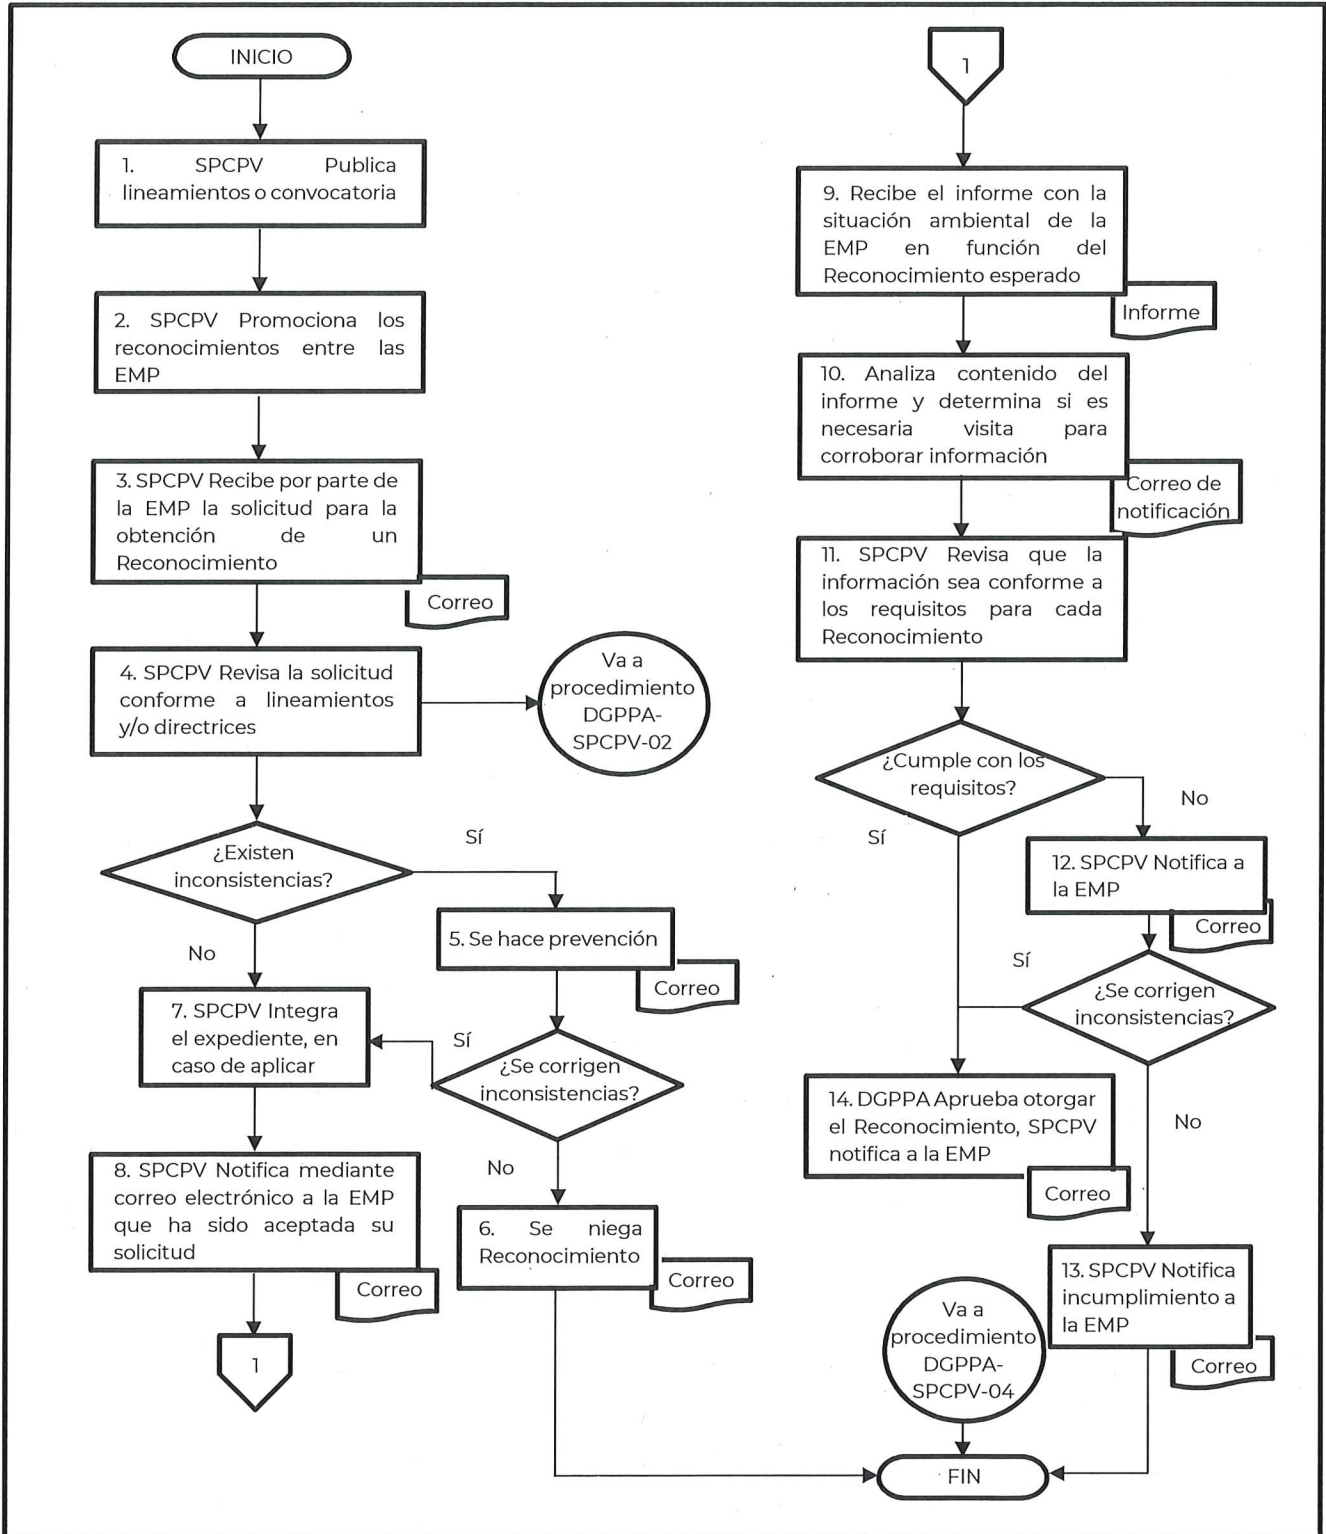 INICIO
1. SPCPV Publica
lineamientos o convocatoria
2. SPCPV Promociona los
reconocimientos entre las
EMP
3. SPCPV Recibe por parte de
la EMP la solicitud para la
obtención de un
Reconocimiento
Correo
4. SPCPV Revisa la solicitud
conforme a lineamientos
y/o directrices
Va a
procedimiento
DGPPA-
SPCPV-02
¿Existen
inconsistencias?
Sí
No
5. Se hace prevención
Correo
¿Se corrigen
inconsistencias?
Sí
No
6. Se niega
Reconocimiento
Correo
7. SPCPV Integra
el expediente, en
caso de aplicar
8. SPCPV Notifica mediante
correo electrónico a la EMP
que ha sido aceptada su
solicitud
Correo
1
1
9. Recibe el informe con la
situación ambiental de la
EMP en función del
Reconocimiento esperado
Informe
10. Analiza contenido del
informe y determina si es
necesaria visita para
corroborar información
Correo de
notificación
11. SPCPV Revisa que la
información sea conforme a
los requisitos para cada
Reconocimiento
¿Cumple con los
requisitos?
No
Sí
12. SPCPV Notifica a
la EMP
Correo
¿Se corrigen
inconsistencias?
Sí
No
14. DGPPA Aprueba otorgar
el Reconocimiento, SPCPV
notifica a la EMP
Correo
13. SPCPV Notifica
incumplimiento a
la EMP
Correo
Va a
procedimiento
DGPPA-
SPCPV-04
FIN